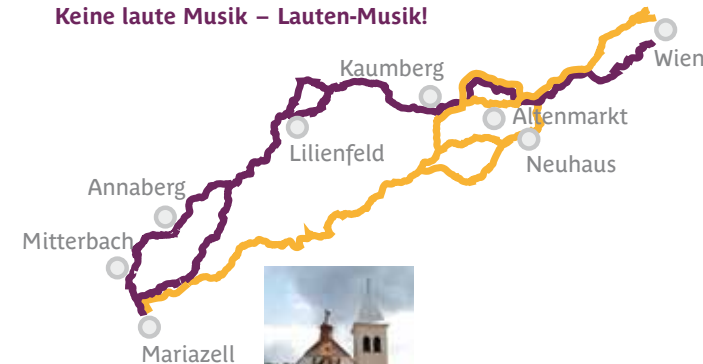 Keine laute Musik – Lauten-Musik!
Wien
Kaumberg
Altenmarkt
Lilienfeld
Neuhaus
Annaberg
Mitterbach
Mariazell